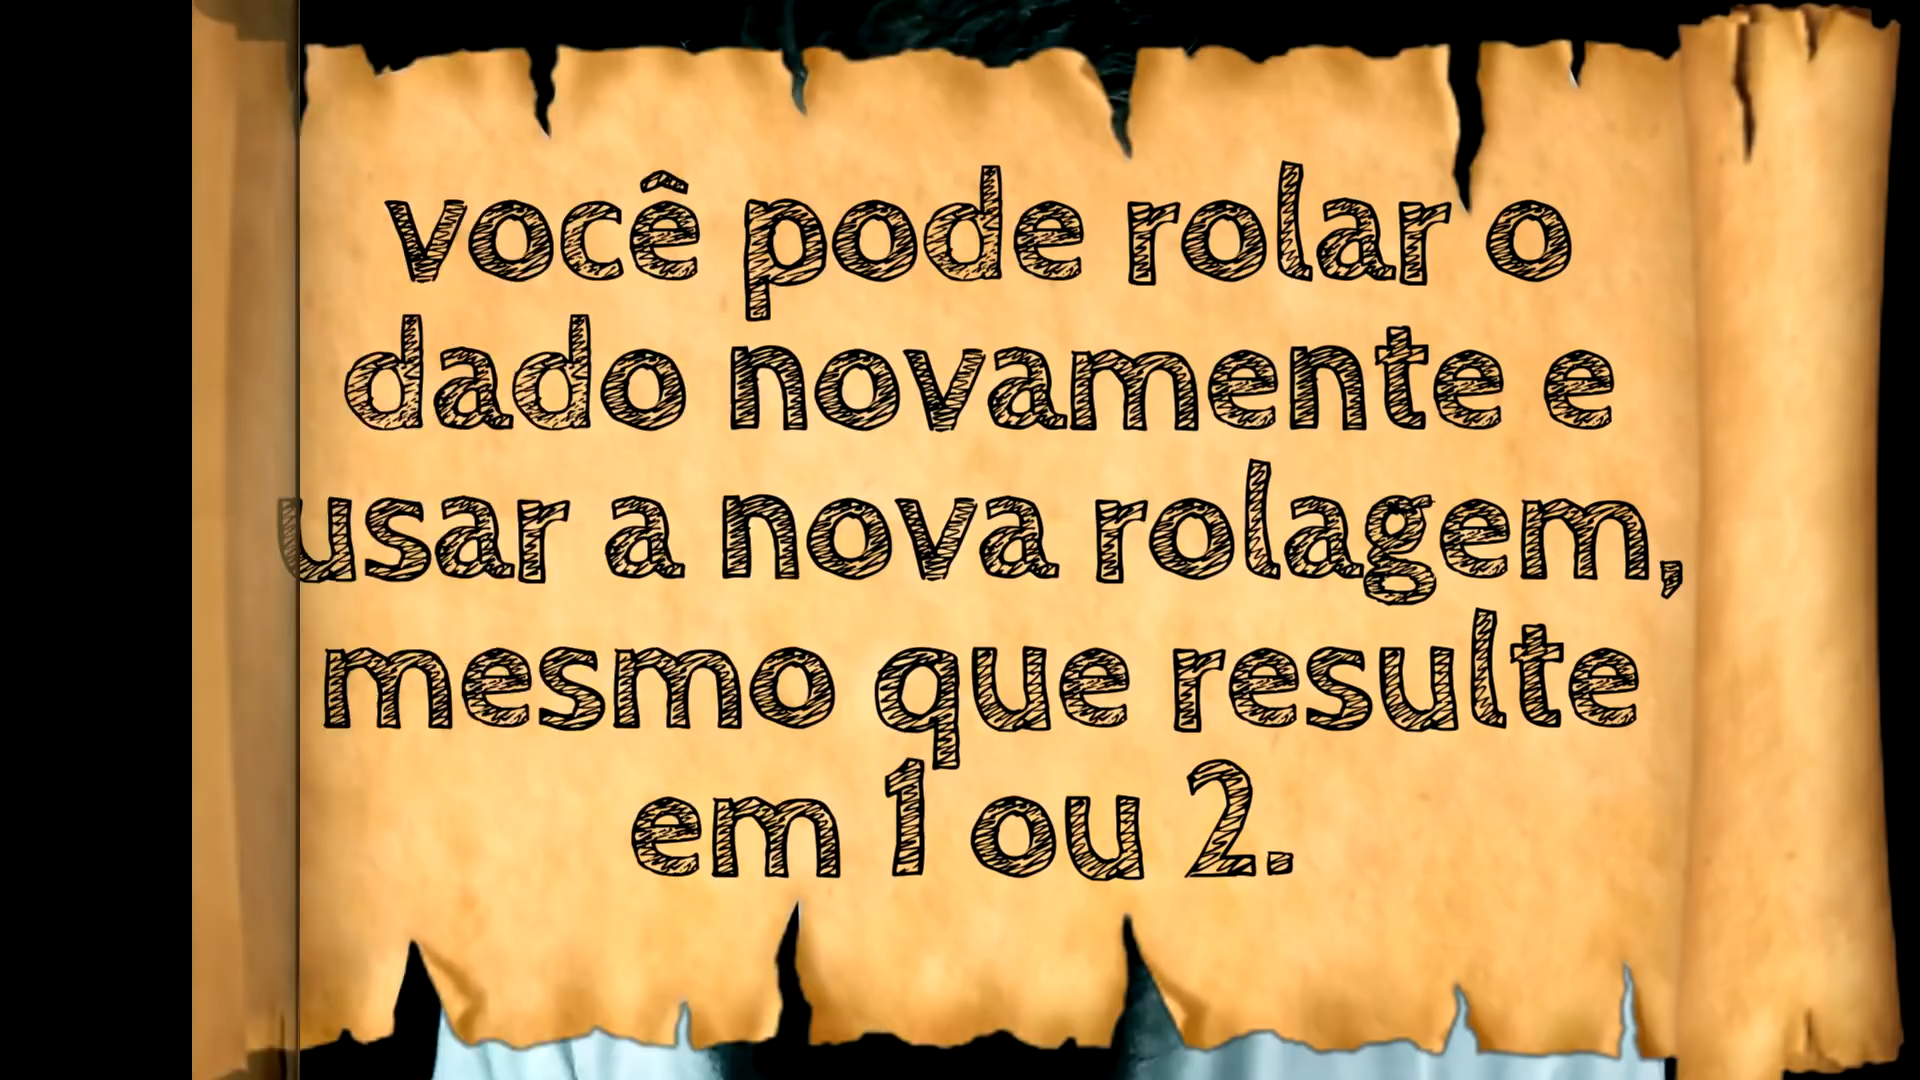 você pode rolar o
dado novamente e
usar a nova rolagem,
mesmo que resulte
em 1 ou 2.